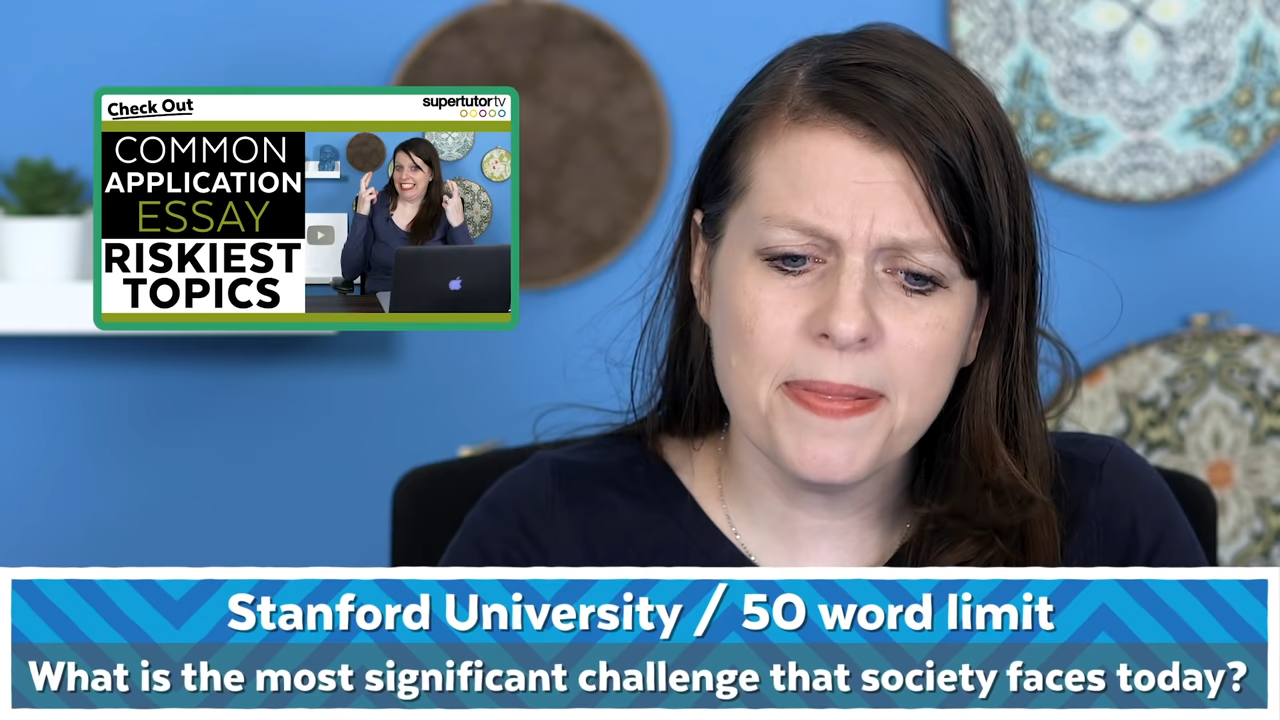 Check Out
supertutortv
COMMON
APPLICATION
ESSAY
RISKIEST
TOPICS
Stanford University / 50 word limit
What is the most significant challenge that society faces today?